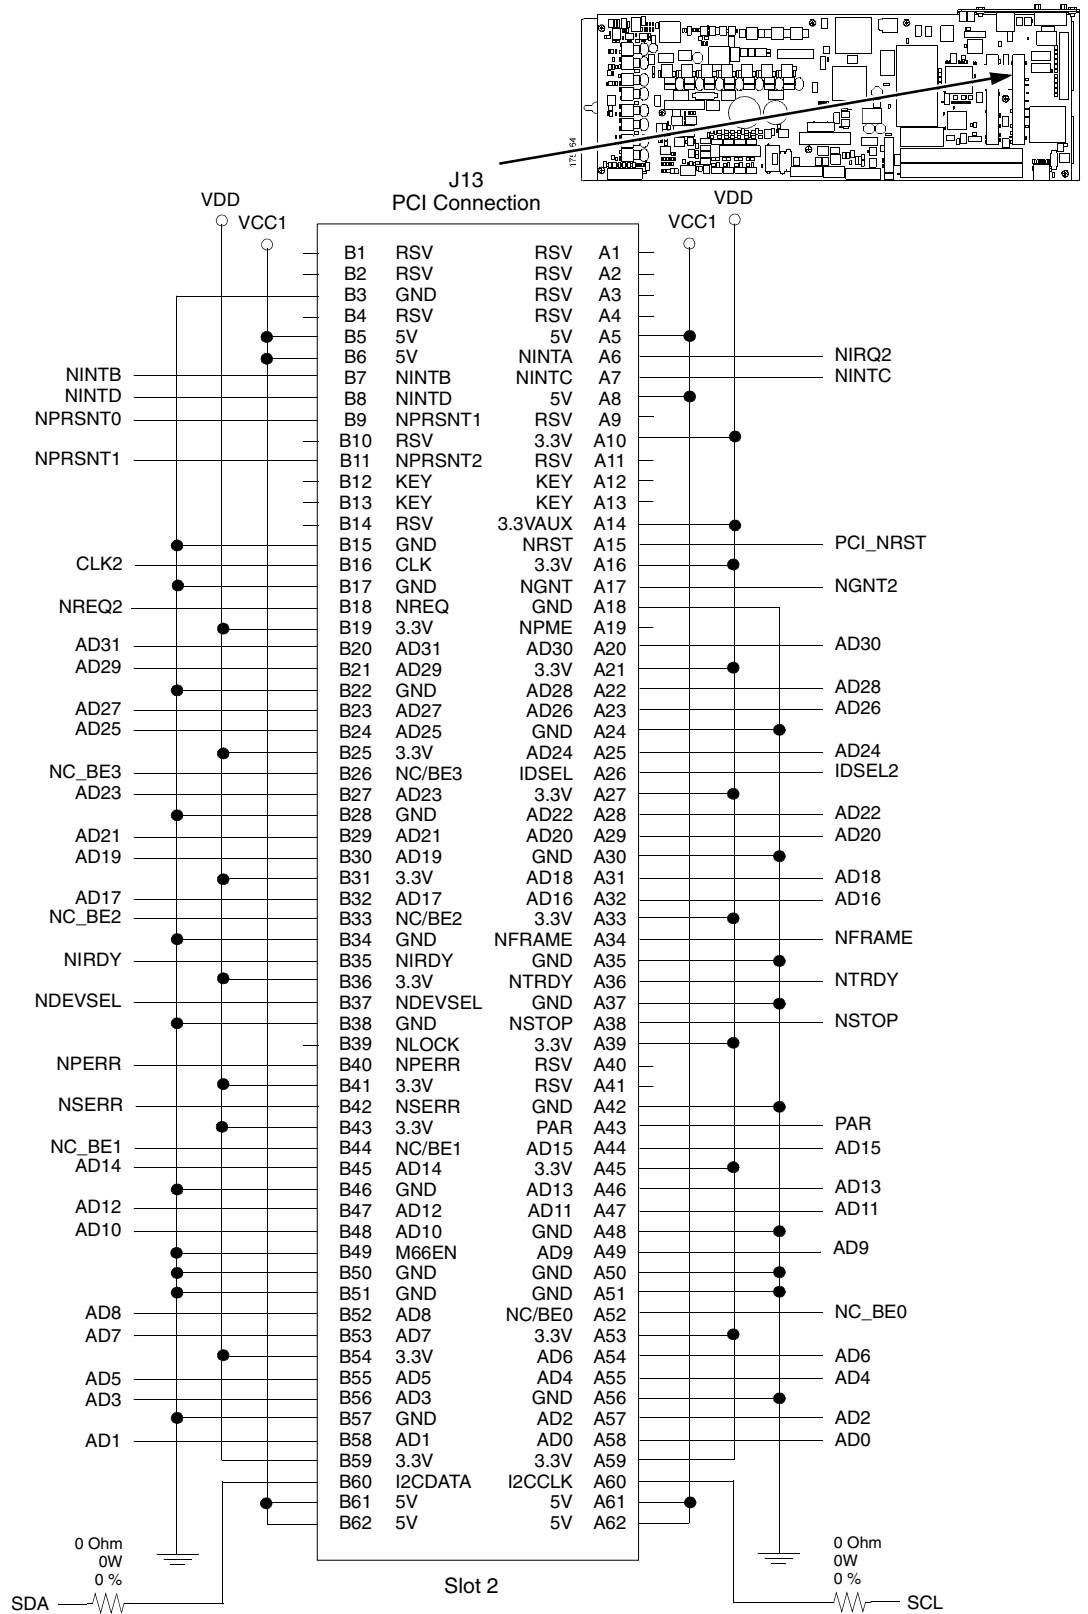 J13
PCI Connection
VDD
VCC1
VCC1
VDD
B1 RSV RSV A1
B2 RSV RSV A2
B3 GND RSV A3
B4 RSV RSV A4
B5 5V 5V A5
B6 5V NINTA A6 NIRQ2
NINTB B7 NINTB NINTC A7 NINTC
NINTD B8 NINTD 5V A8
NPRSNT0 B9 NPRSNT1 RSV A9
B10 RSV 3.3V A10
NPRSNT1 B11 NPRSNT2 RSV A11
B12 KEY KEY A12
B13 KEY KEY A13
B14 RSV 3.3VAUX A14
B15 GND NRST A15 PCI_NRST
CLK2 B16 CLK 3.3V A16
B17 GND NGNT A17 NGNT2
NREQ2 B18 NREQ GND A18
B19 3.3V NPME A19
AD31 B20 AD31 AD30 A20 AD30
AD29 B21 AD29 3.3V A21
B22 GND AD28 A22 AD28
AD27 B23 AD27 AD26 A23 AD26
AD25 B24 AD25 GND A24
B25 3.3V AD24 A25 AD24
NC_BE3 B26 NC/BE3 IDSEL A26 IDSEL2
AD23 B27 AD23 3.3V A27
B28 GND AD22 A28 AD22
AD21 B29 AD21 AD20 A29 AD20
AD19 B30 AD19 GND A30
B31 3.3V AD18 A31 AD18
AD17 B32 AD17 AD16 A32 AD16
NC_BE2 B33 NC/BE2 3.3V A33
B34 GND NFRAME A34 NFRAME
NIRDY B35 NIRDY GND A35
B36 3.3V NTRDY A36 NTRDY
NDEVSEL B37 NDEVSEL GND A37
B38 GND NSTOP A38 NSTOP
B39 NLOCK 3.3V A39
NPERR B40 NPERR RSV A40
B41 3.3V RSV A41
NSERR B42 NSERR GND A42
B43 3.3V PAR A43 PAR
NC_BE1 B44 NC/BE1 AD15 A44 AD15
AD14 B45 AD14 3.3V A45
B46 GND AD13 A46 AD13
AD12 B47 AD12 AD11 A47 AD11
AD10 B48 AD10 GND A48
B49 M66EN AD9 A49 AD9
B50 GND GND A50
B51 GND GND A51
AD8 B52 AD8 NC/BE0 A52 NC_BE0
AD7 B53 AD7 3.3V A53
B54 3.3V AD6 A54 AD6
AD5 B55 AD5 AD4 A55 AD4
AD3 B56 AD3 GND A56
B57 GND AD2 A57 AD2
AD1 B58 AD1 AD0 A58 AD0
B59 3.3V 3.3V A59
B60 I2CDATA I2CCLK A60
B61 5V 5V A61
B62 5V 5V A62
0 Ohm
0W
0 %
SDA
0 Ohm
0W
0 %
SCL
Slot 2